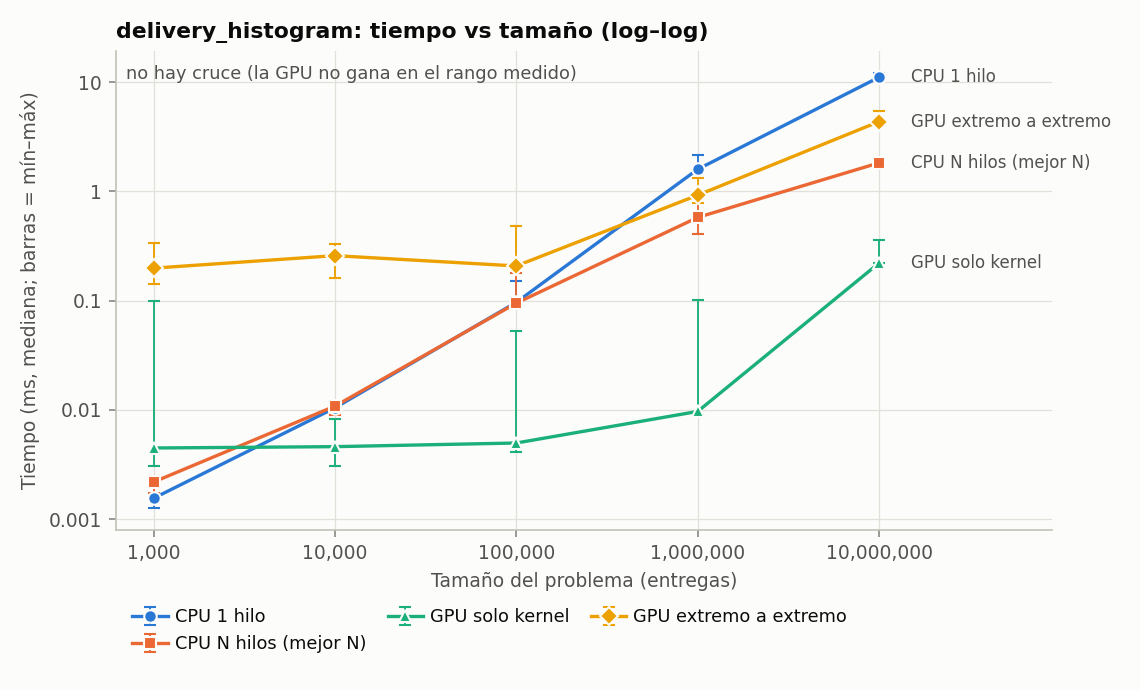 delivery_histogram: tiempo vs tamaño (log–log)
no hay cruce (la GPU no gana en el rango medido)
Tiempo (ms, mediana; barras = mín–máx)
10
1
0.1
0.01
0.001
CPU 1 hilo
GPU extremo a extremo
CPU N hilos (mejor N)
GPU solo kernel
1,000
10,000
100,000
1,000,000
10,000,000
Tamaño del problema (entregas)
CPU 1 hilo
GPU solo kernel
GPU extremo a extremo
CPU N hilos (mejor N)